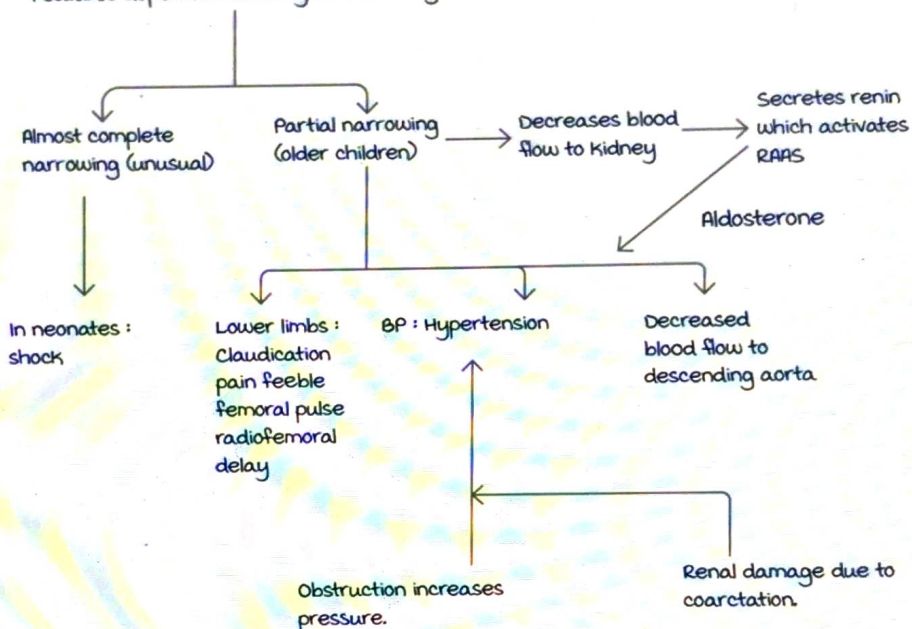 Almost complete
narrowing (unusual)
Partial narrowing
(older children)
Decreases blood
flow to kidney
Secretes renin
which activates
RAAS
Aldosterone
In neonates :
shock
Lower limbs :
Claudication
pain feeble
femoral pulse
radiofemoral
delay
BP : Hypertension
Decreased
blood flow to
descending aorta
Obstruction increases
pressure.
Renal damage due to
coarctation.